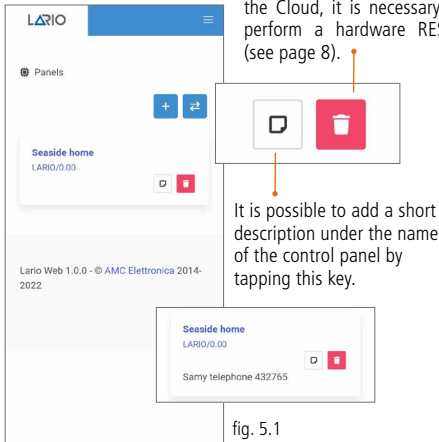 the Cloud, it is necessary
perform a hardware RES
(see page 8).
LARIO
Panels
Seaside home
LARIO/0.00
It is possible to add a short
description under the name
of the control panel by
tapping this key.
Lario Web 1.0.0 - © AMC Elettronica 2014-
2022
Seaside home
LARIO/0.00
Samy telephone 432765
fig. 5.1